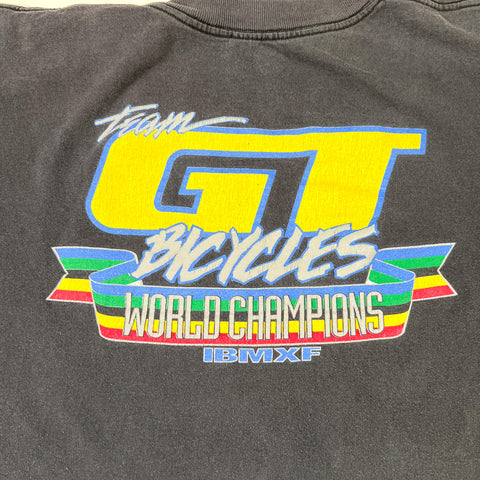 Team
GT
BICYCLES
WORLD CHAMPIONS
IBMXF